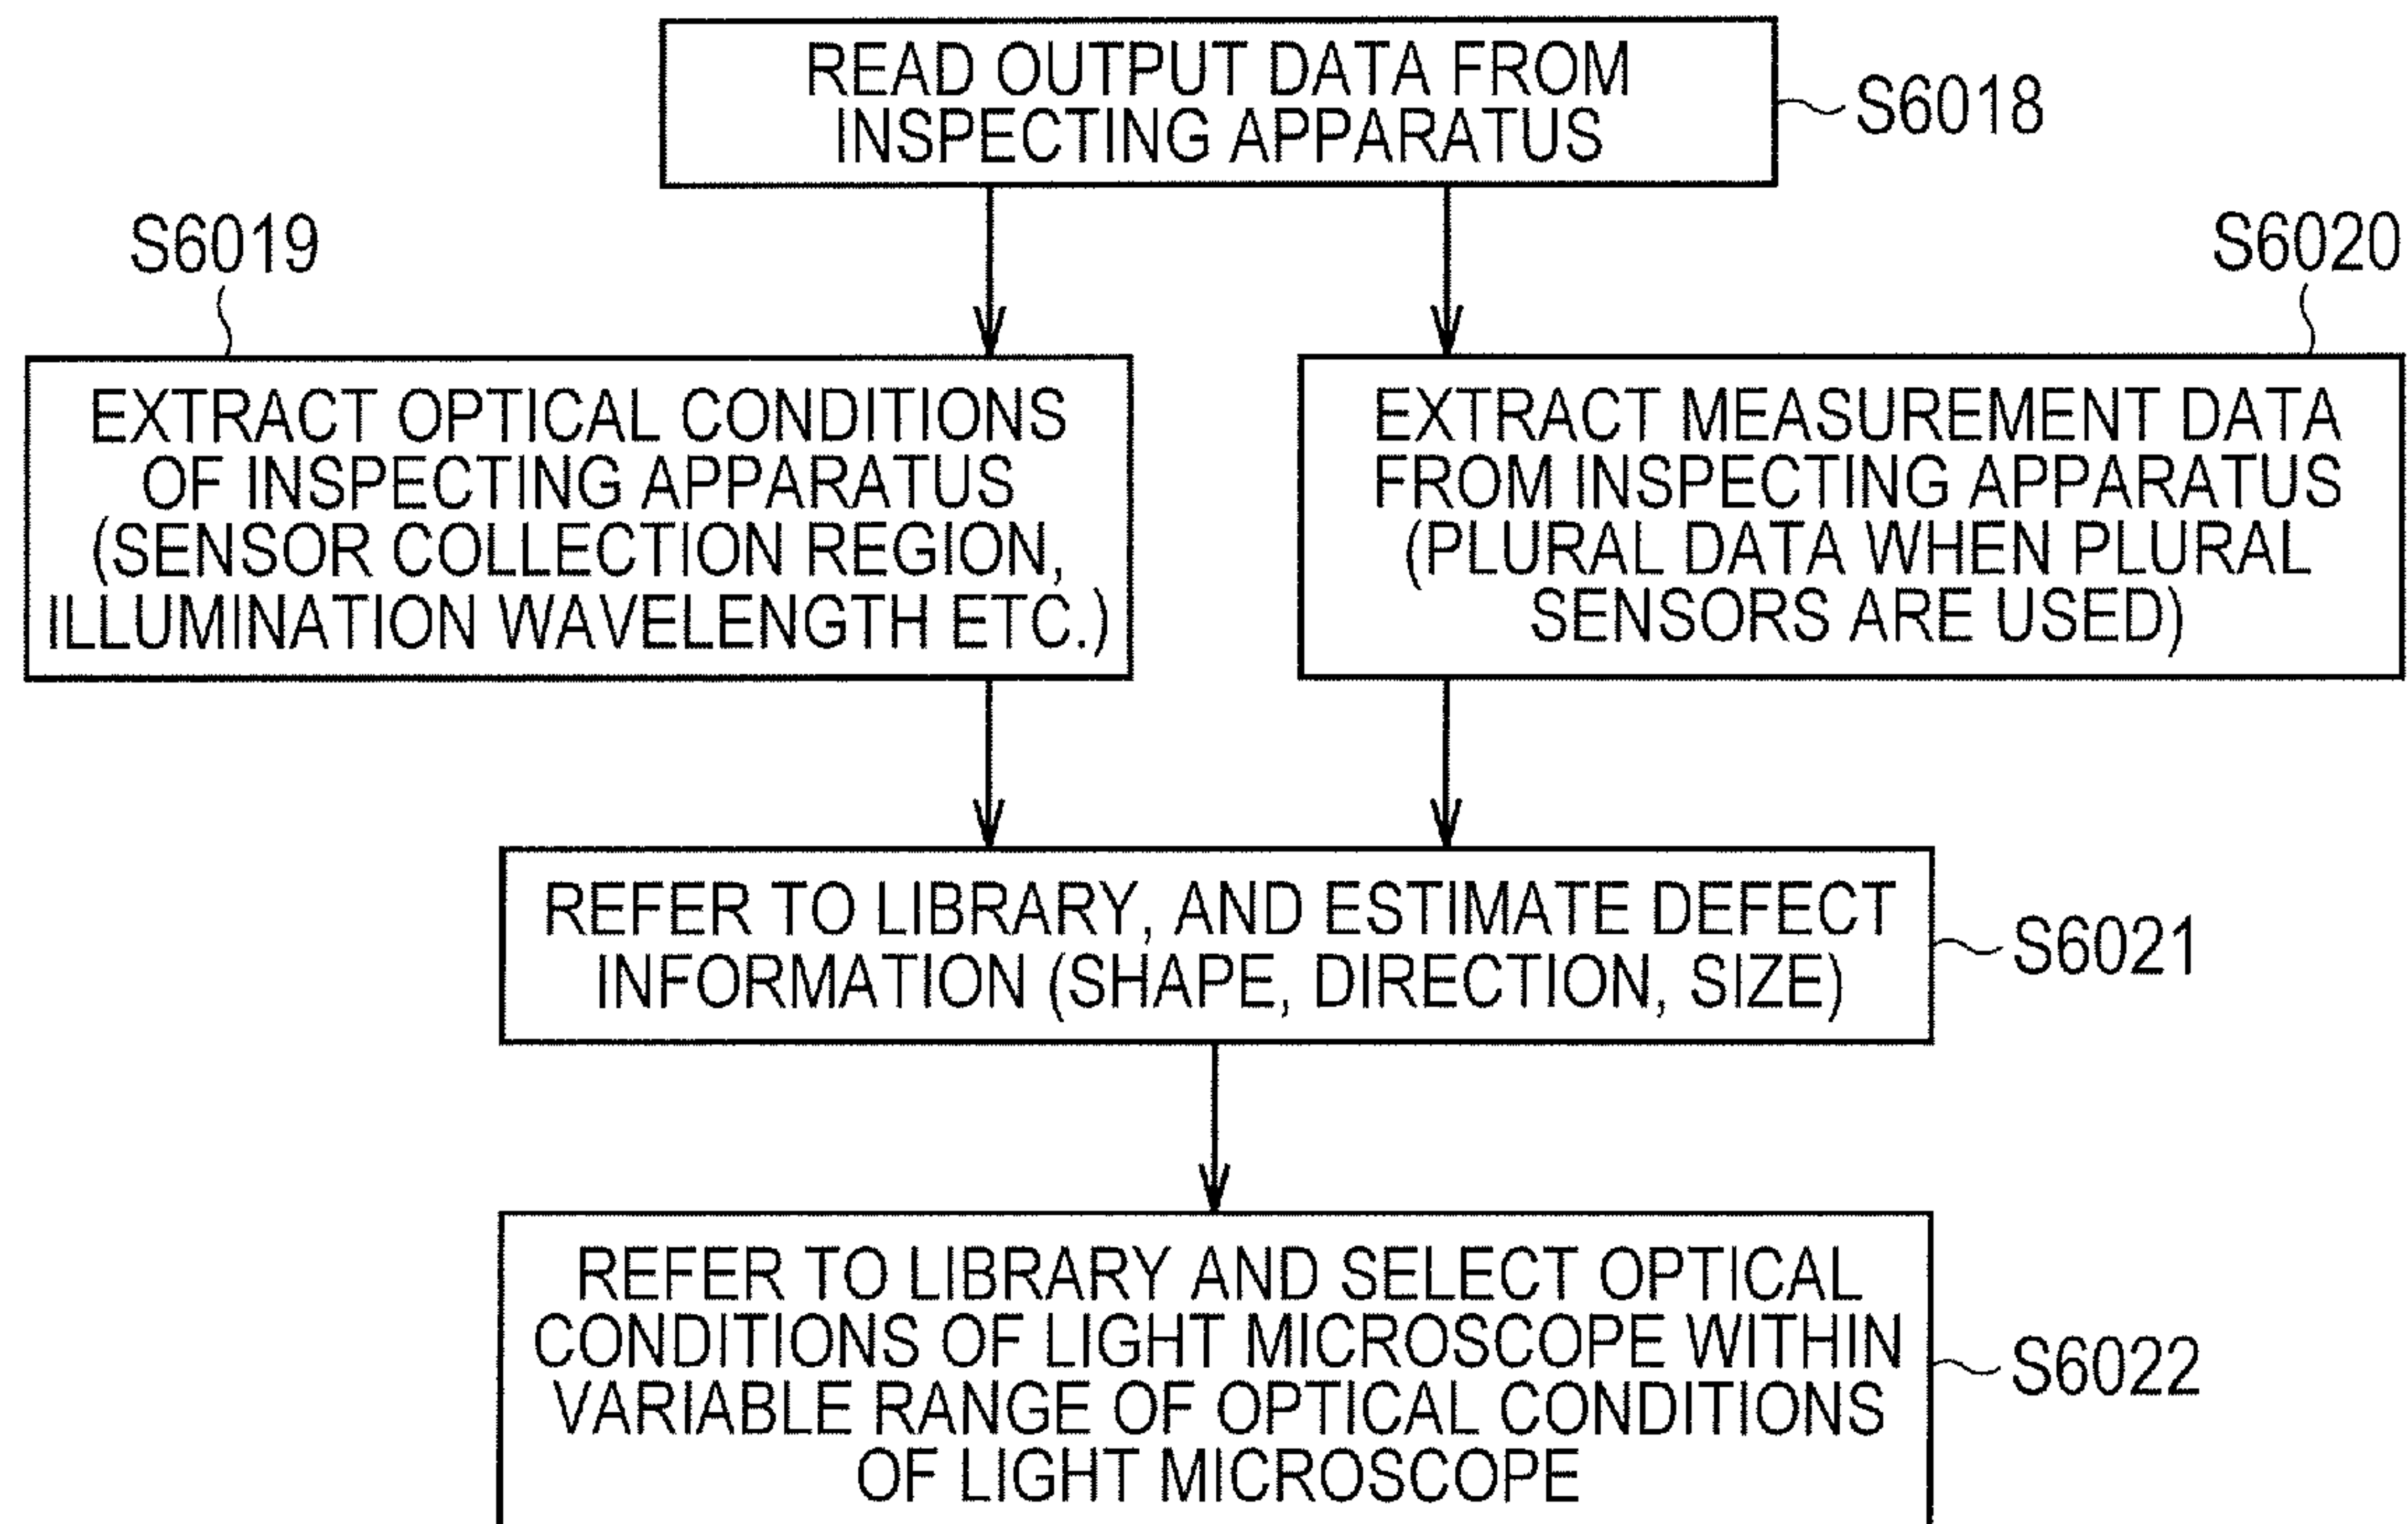 READ OUTPUT DATA FROM
INSPECTING APPARATUS
S6018
S6019
EXTRACT OPTICAL CONDITIONS
OF INSPECTING APPARATUS
(SENSOR COLLECTION REGION,
ILLUMINATION WAVELENGTH ETC.)
S6020
EXTRACT MEASUREMENT DATA
FROM INSPECTING APPARATUS
(PLURAL DATA WHEN PLURAL
SENSORS ARE USED)
REFER TO LIBRARY, AND ESTIMATE DEFECT
INFORMATION (SHAPE, DIRECTION, SIZE)
S6021
REFER TO LIBRARY AND SELECT OPTICAL
CONDITIONS OF LIGHT MICROSCOPE WITHIN
VARIABLE RANGE OF OPTICAL CONDITIONS
OF LIGHT MICROSCOPE
S6022